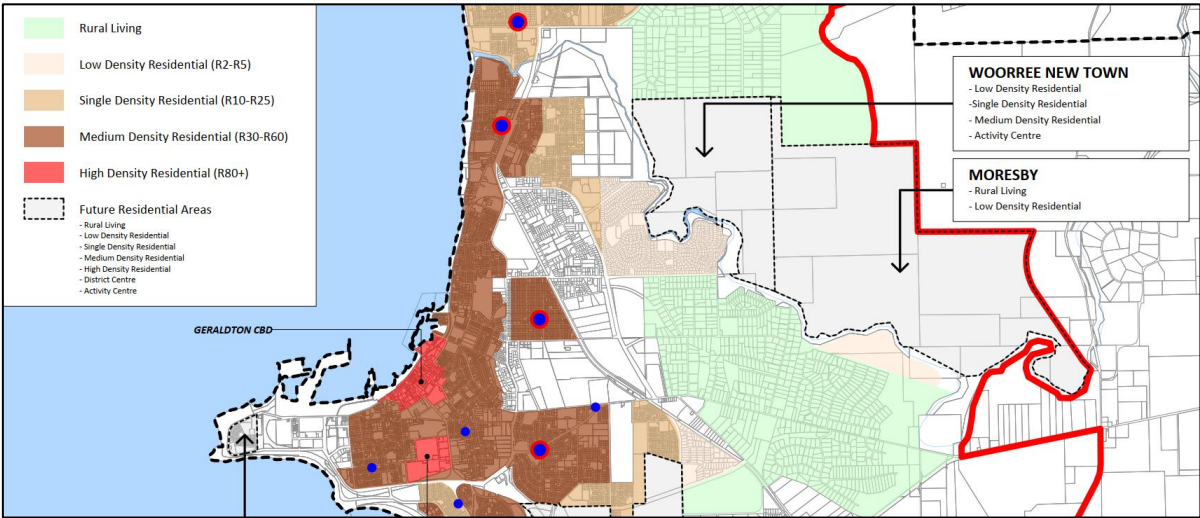 Rural Living
Low Density Residential (R2-R5)
Single Density Residential (R10-R25)
Medium Density Residential (R30-R60)
High Density Residential (R80+)
Future Residential Areas
- Rural Living
- Low Density Residential
- Single Density Residential
- Medium Density Residential
- High Density Residential
- District Centre
- Activity Centre
GERALDTON CBD
WOORREE NEW TOWN
- Low Density Residential
-Single Density Residential
- Medium Density Residential
- Activity Centre
MORESBY
- Rural Living
- Low Density Residential